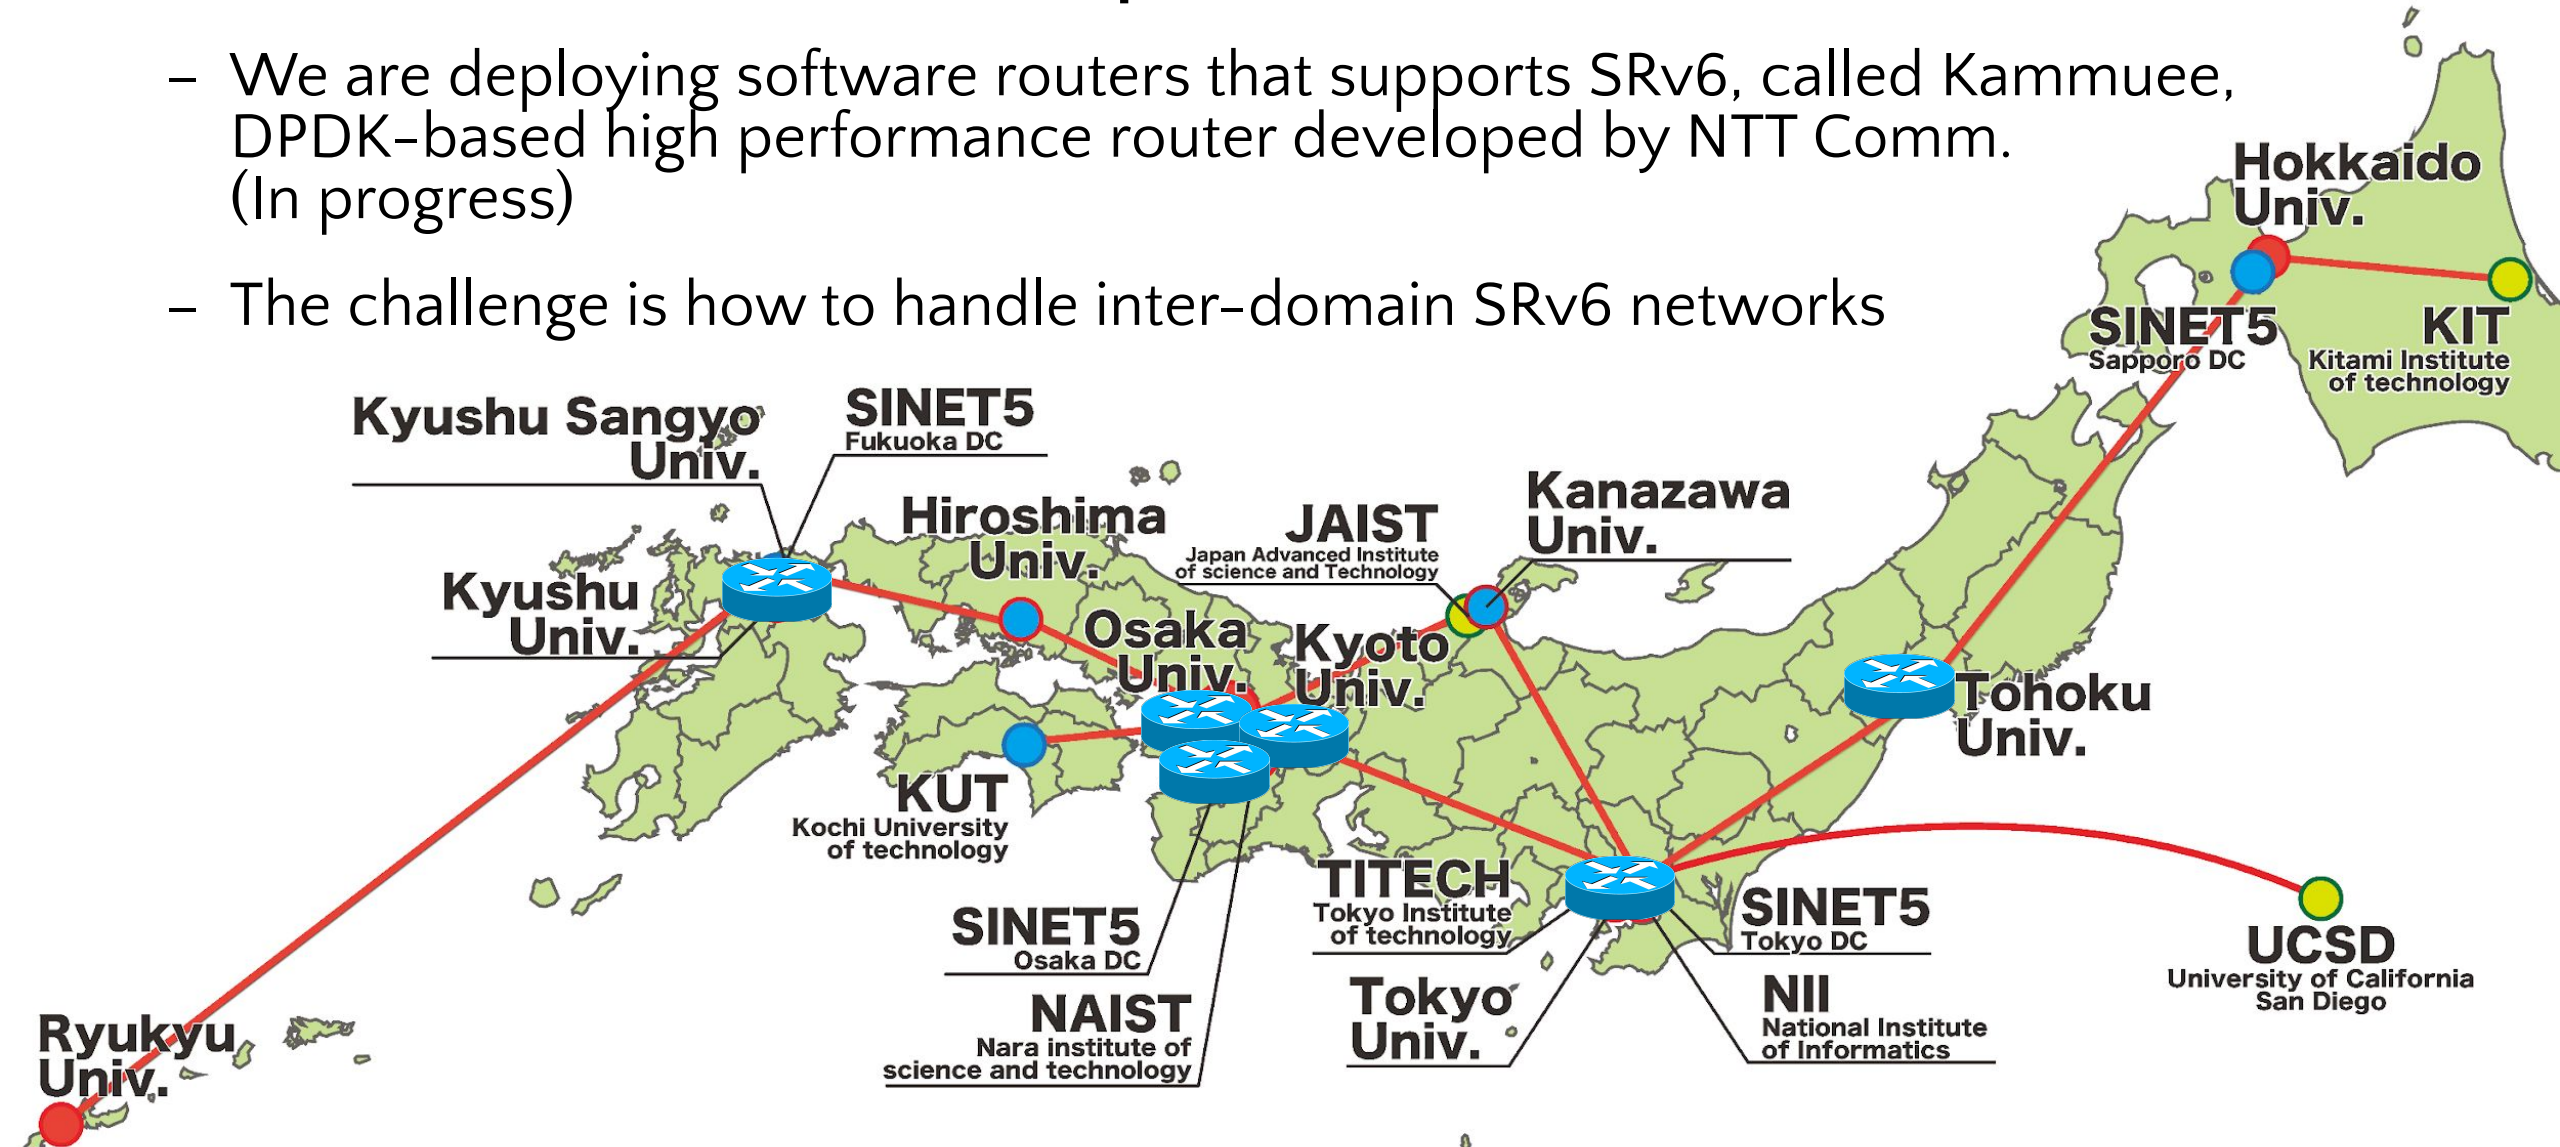 – We are deploying software routers that supports SRv6, called Kammuee,
DPDK-based high performance router developed by NTT Comm.
(In progress)
– The challenge is how to handle inter-domain SRv6 networks
Hokkaido
Univ.
SINET5
Sapporo DC
KIT
Kitami Institute
of technology
Kyushu Sangyo
Univ.
SINET5
Fukuoka DC
Hiroshima
Univ.
JAIST
Japan Advanced Institute
of science and Technology
Kanazawa
Univ.
Kyushu
Univ.
Osaka
Univ.
Kyoto
Univ.
Tohoku
Univ.
KUT
Kochi University
of technology
TITECH
Tokyo Institute
of technology
SINET5
Tokyo DC
SINET5
Osaka DC
UCSD
University of California
San Diego
NAIST
Nara institute of
science and technology
Tokyo
Univ.
NII
National Institute
of Informatics
Ryukyu
Univ.